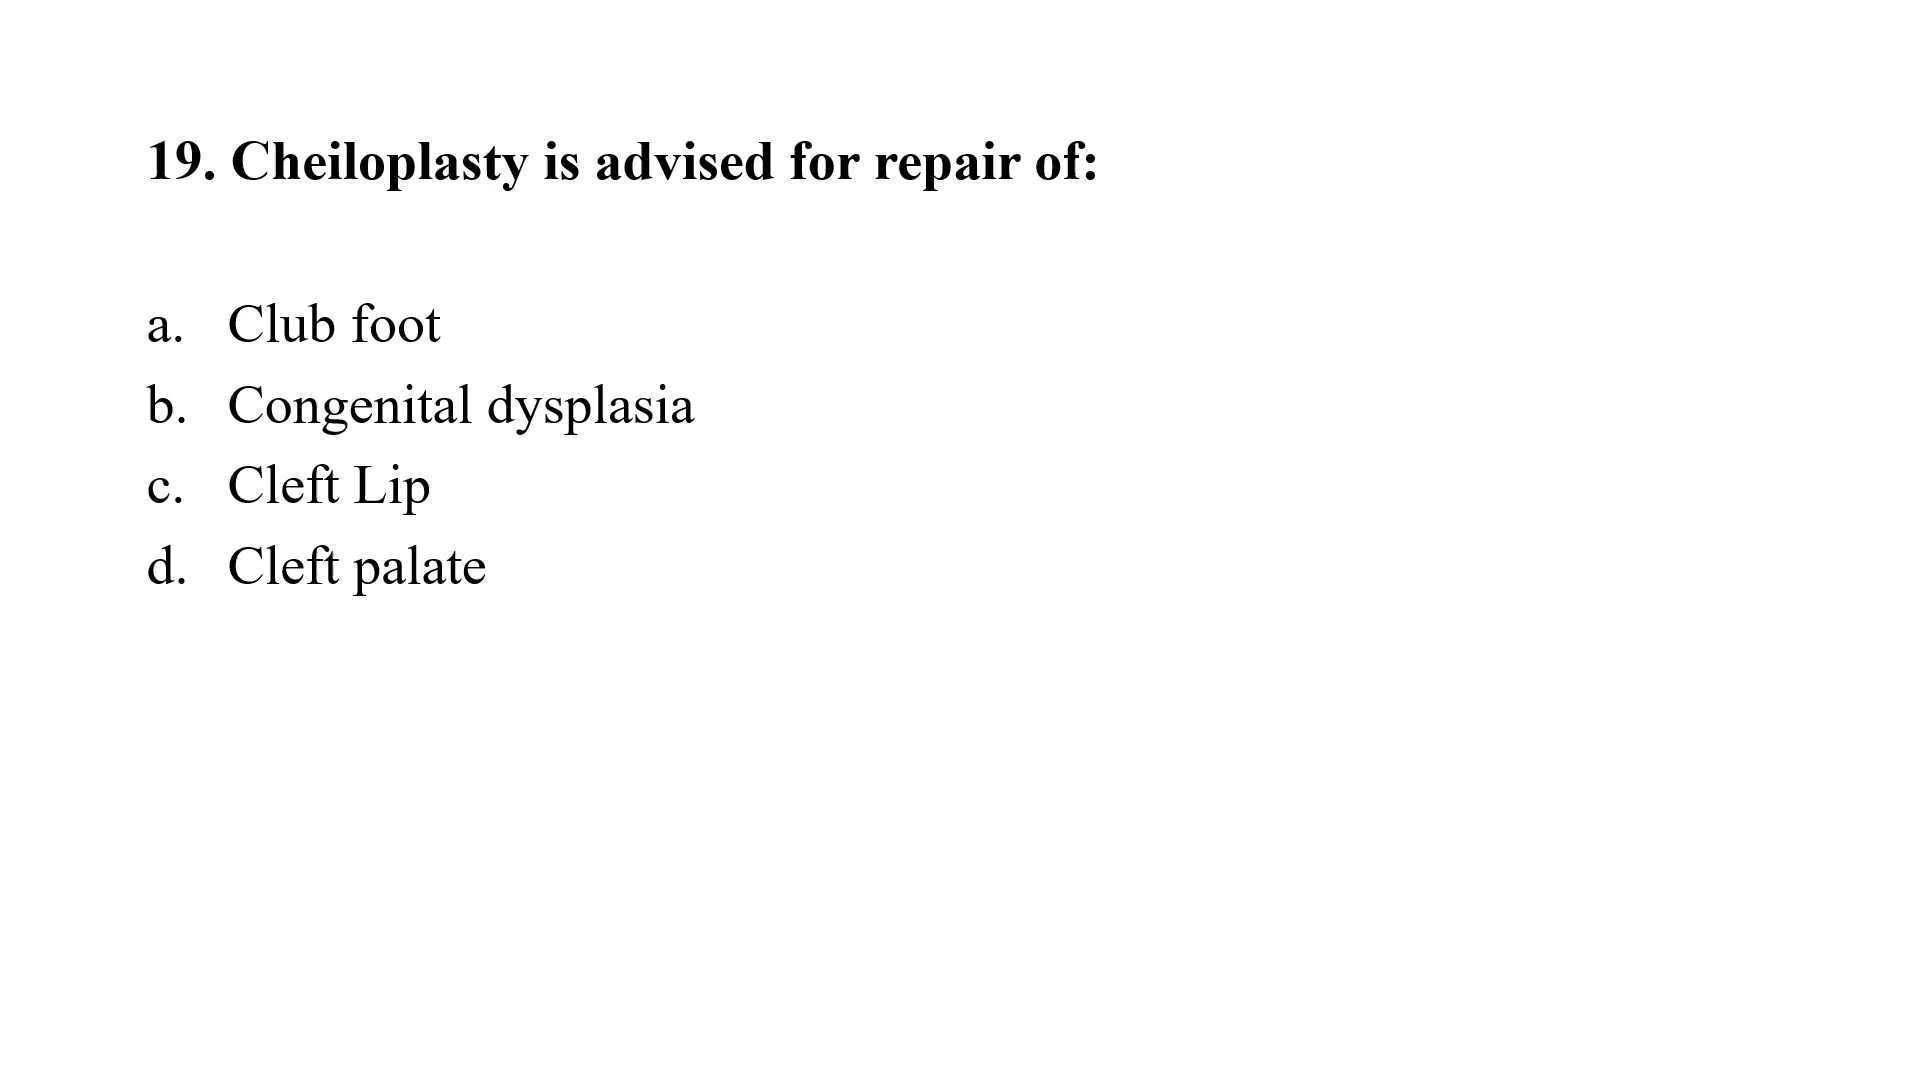 19. Cheiloplasty is advised for repair of:
a. Club foot
b. Congenital dysplasia
c. Cleft Lip
d. Cleft palate